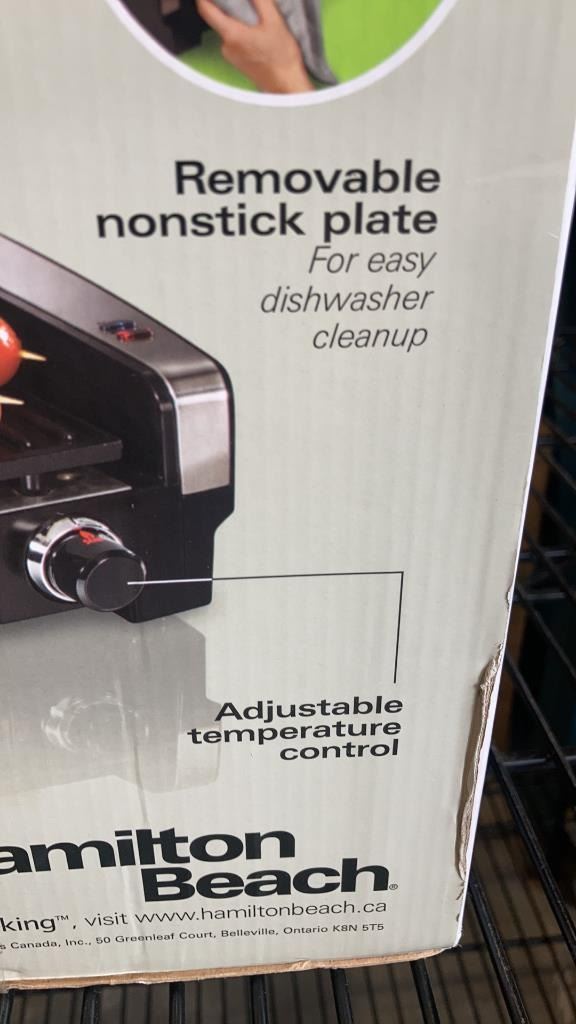 Removable
nonstick plate
For easy
dishwasher
cleanup
Adjustable
temperature
control
amilton
Beach®
king™, visit www.hamiltonbeach.ca
s Canada, Inc., 50 Greenleaf Court, Belleville, Ontario K8N 5T5